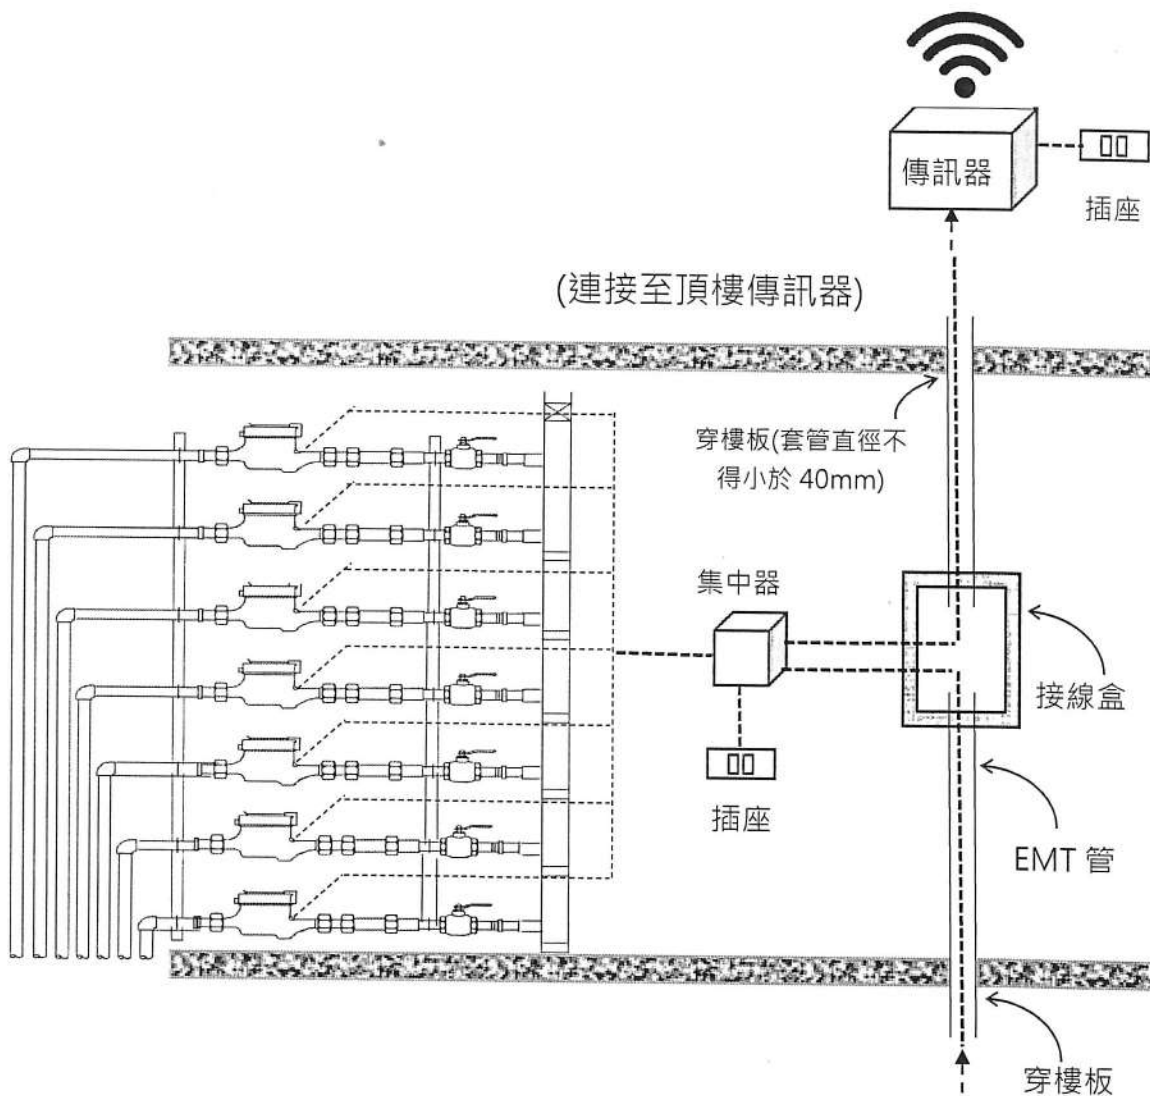 傳訊器
插座
(連接至頂樓傳訊器)
穿樓板(套管直徑不
得小於 40mm)
集中器
接線盒
插座
EMT 管
穿樓板